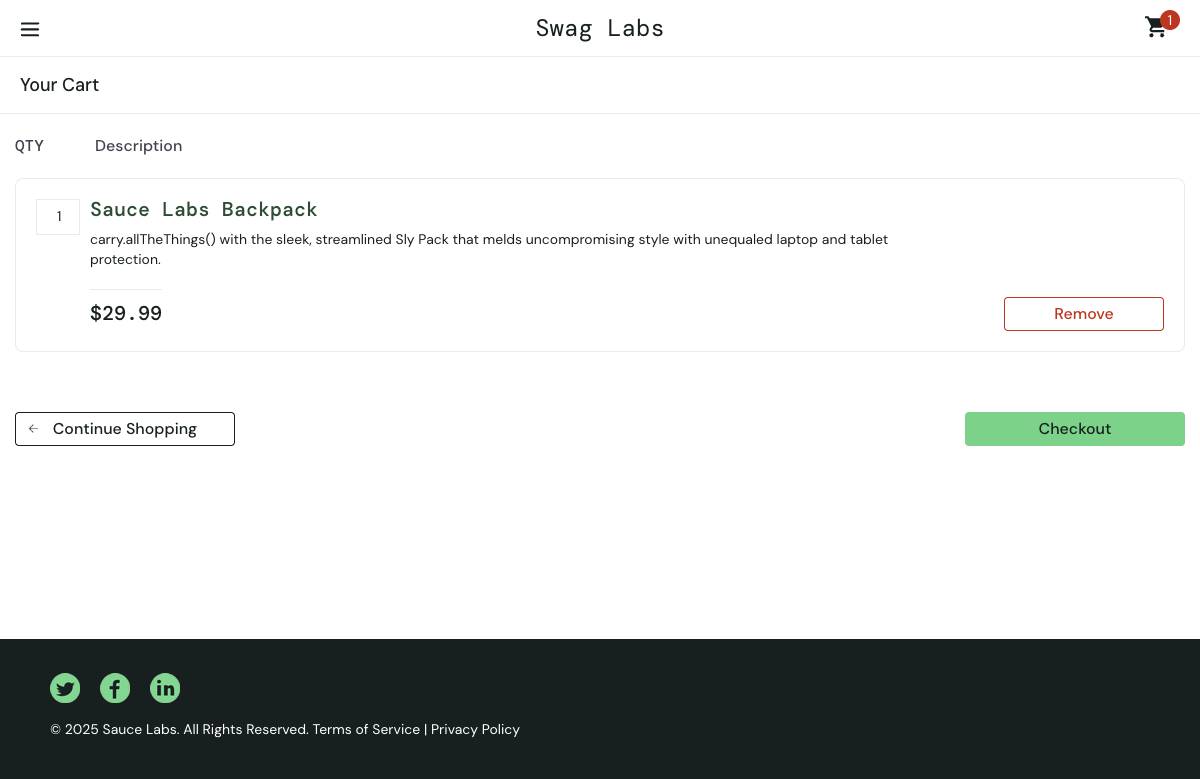 Swag Labs
1
Your Cart
QTY Description
1
Sauce Labs Backpack
carry.allTheThings() with the sleek, streamlined Sly Pack that melds uncompromising style with unequaled laptop and tablet
protection.
$29.99
Remove
Continue Shopping
Checkout
© 2025 Sauce Labs. All Rights Reserved. Terms of Service | Privacy Policy